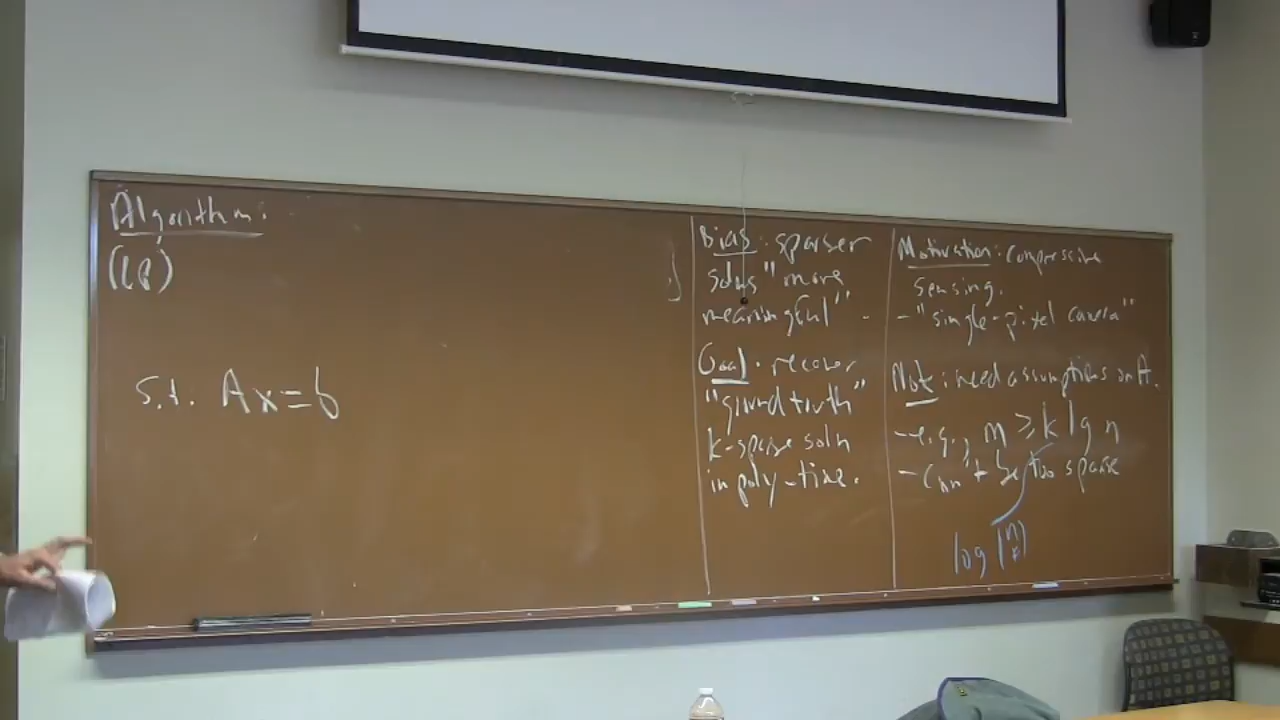 Algorithm:
(LP)
s.t. Ax=b
Bias: sparser
solns "more
meaningful".
Goal: recover
"ground truth"
k-sparse soln
in poly-time.
Motivation: compressive
sensing.
- "single-pixel camera"
Note: need assumptions on A.
- e.g., m ≥ k lg n
- can't be too sparse
log (n k)